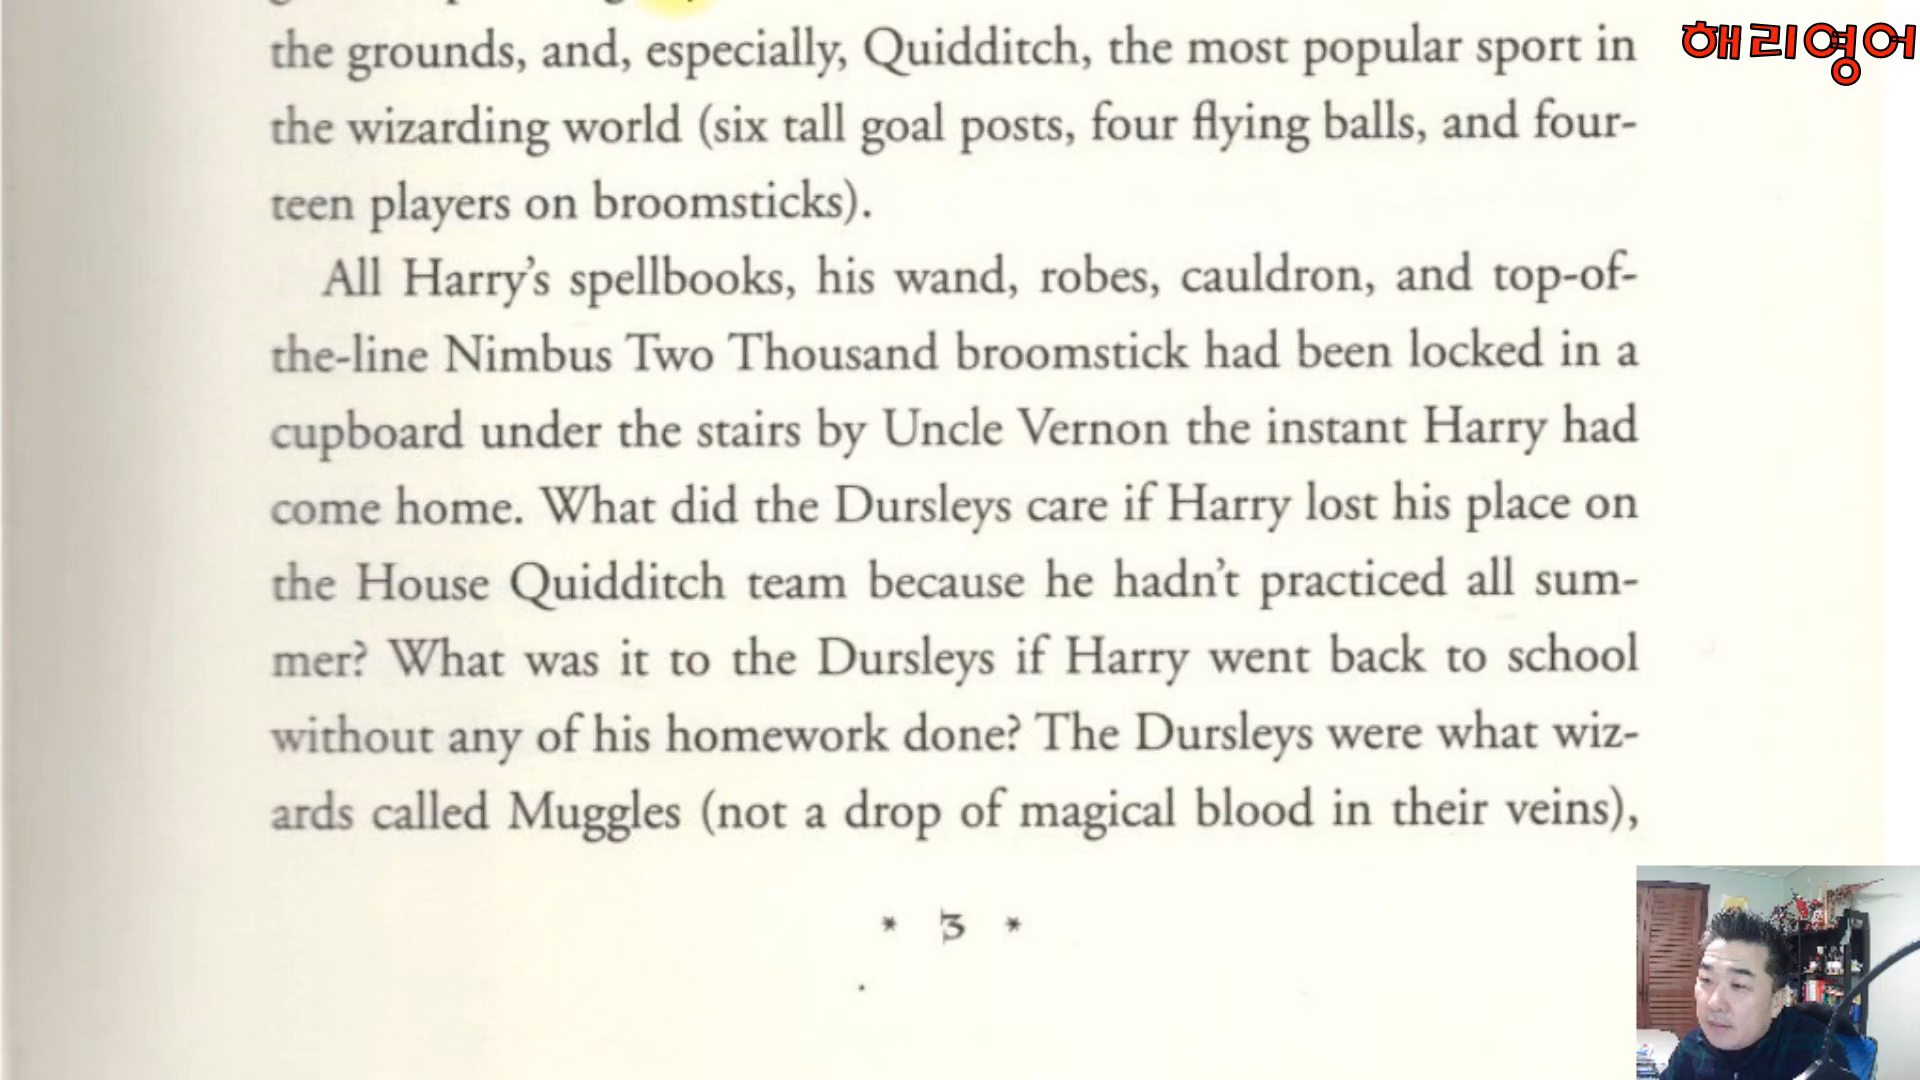 the grounds, and, especially, Quidditch, the most popular sport in
해리영어
the wizarding world (six tall goal posts, four flying balls, and four-
teen players on broomsticks).
All Harry's spellbooks, his wand, robes, cauldron, and top-of-
the-line Nimbus Two Thousand broomstick had been locked in a
cupboard under the stairs by Uncle Vernon the instant Harry had
come home. What did the Dursleys care if Harry lost his place on
the House Quidditch team because he hadn't practiced all sum-
mer? What was it to the Dursleys if Harry went back to school
without any of his homework done? The Dursleys were what wiz-
ards called Muggles (not a drop of magical blood in their veins),
* 3 *